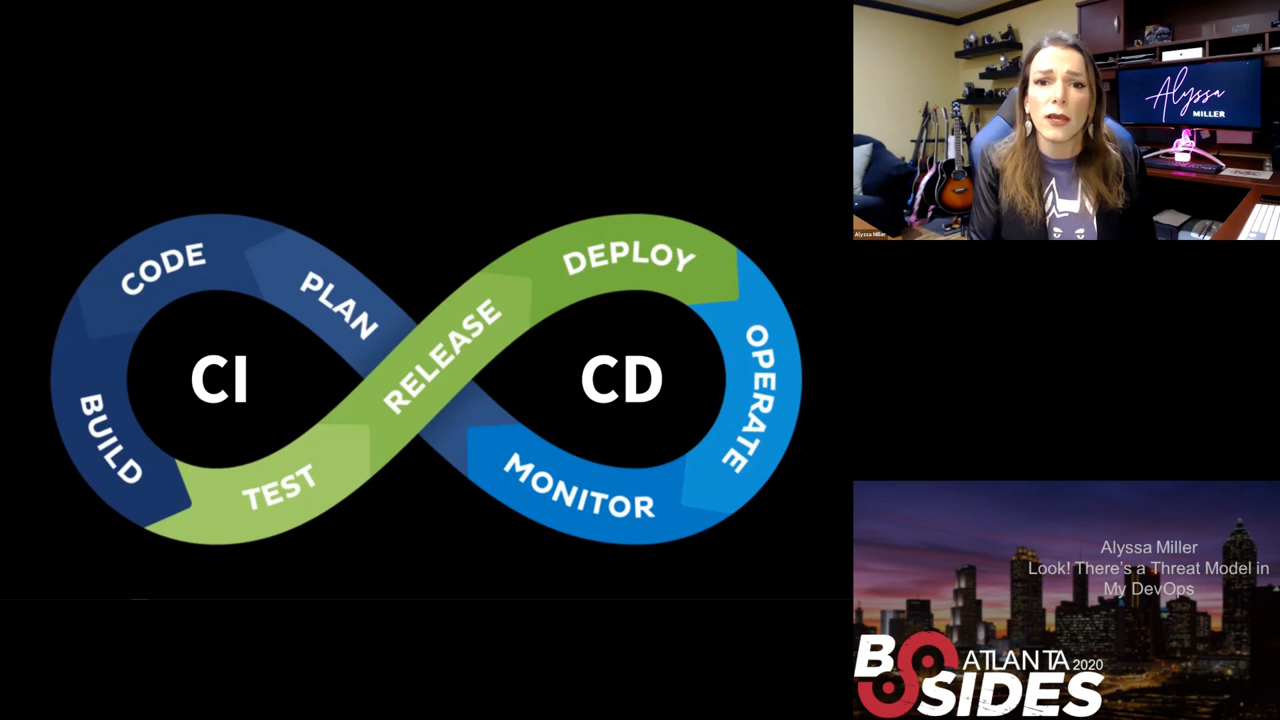 CODE
PLAN
BUILD
TEST
RELEASE
DEPLOY
OPERATE
MONITOR
CI
CD
Alyssa
MILLER
Alyssa Miller
Alyssa Miller
Look! There's a Threat Model in
My DevOps
BSIDES
ATLANTA 2020